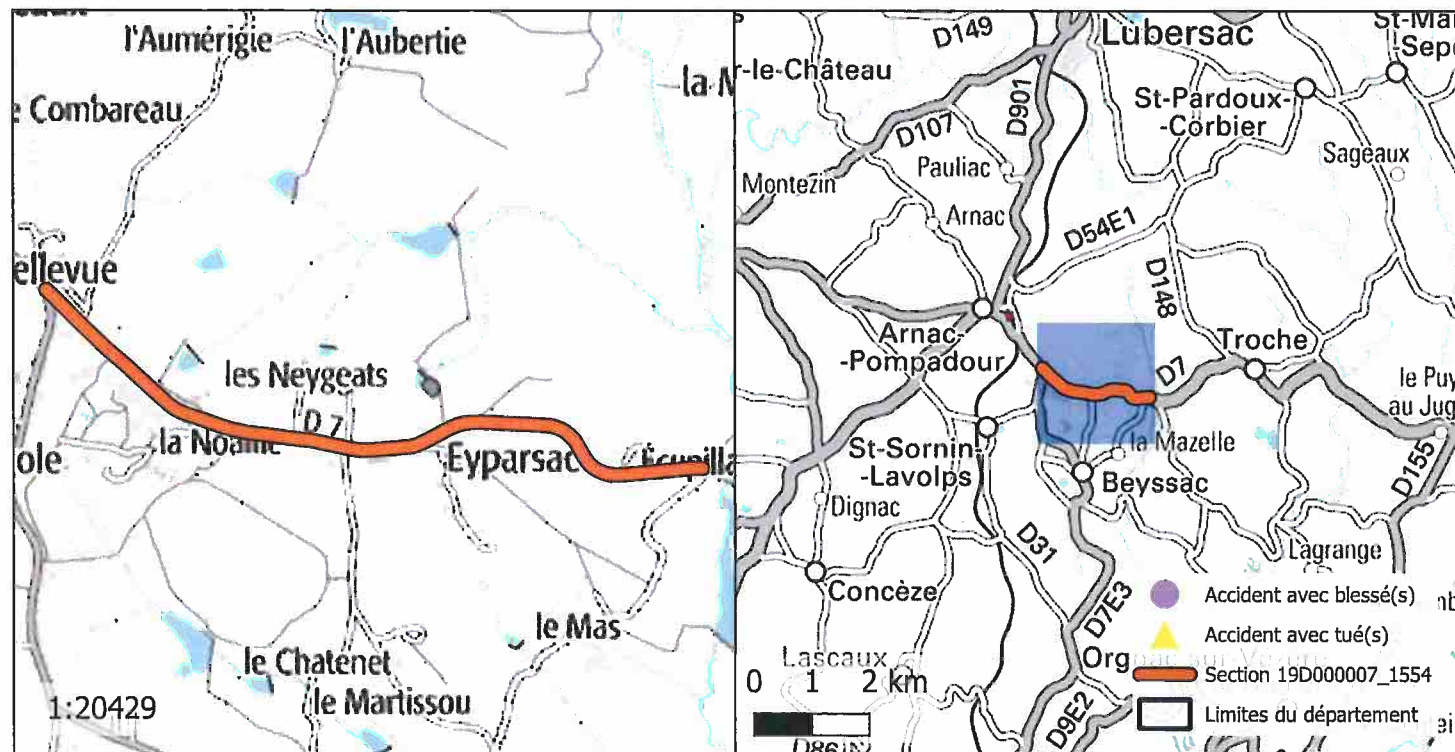 l'Aumérigie
l'Aubertie
Combareau
ellevue
les Neygeats
D 7
la Noaille
ole
Eyparsac
le Mas
le Chatenet
le Martissou
1:20429
D149
Lubersac
r-le-Château
St-Pardoux-
-Corbier
D107
D901
Pauliac
Sageaux
Montezin
Arnac
D54E1
D148
Arnac-
-Pompadour
Troche
D7
le Puy
au Jug
St-Sornin-
-Lavolps
la Mazelle
Beyssac
D155
Dignac
D31
Lagrange
Concèze
D7E3
Lascaux
Org
D9E2
0 1 2 km
Accident avec blessé(s)
Accident avec tué(s)
Section 19D000007_1554
Limites du département